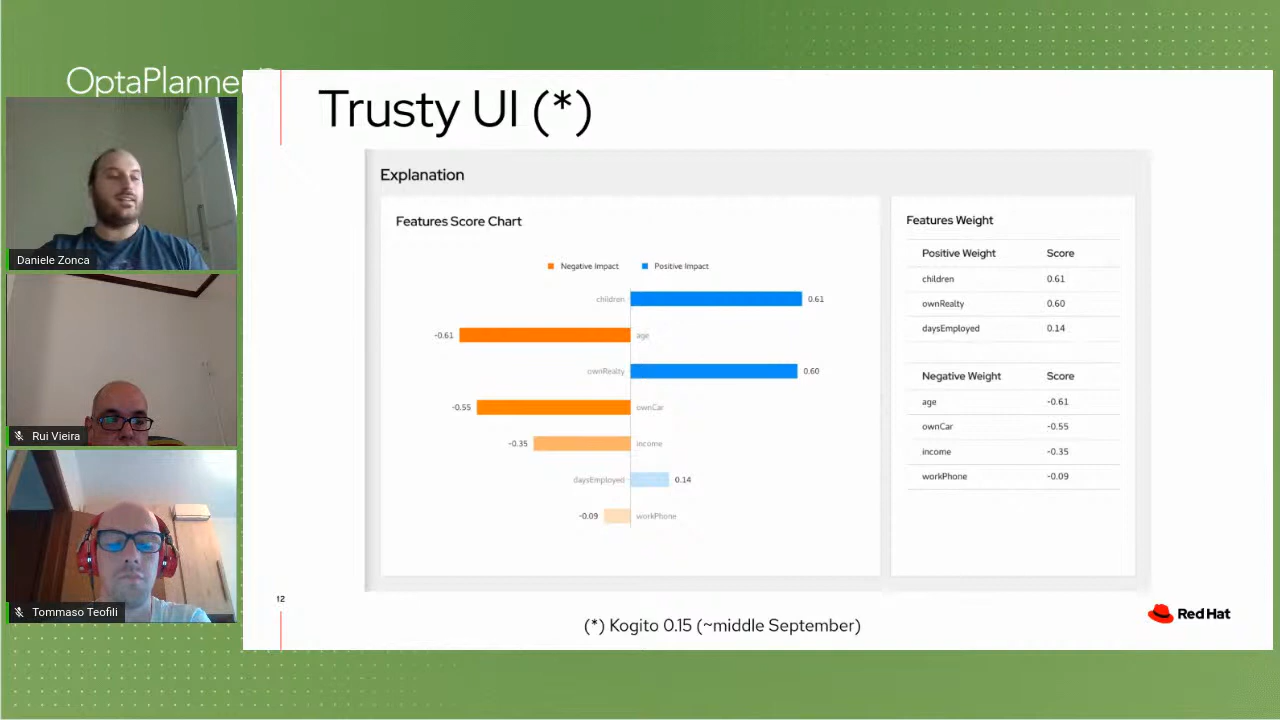 OptaPlanner
Daniele Zonca
Rui Vieira
Tommaso Teofili
Trusty UI (*)
Explanation
Features Score Chart
Negative Impact
Positive Impact
children
0.61
-0.61
age
ownRealty
0.60
-0.55
ownCar
-0.35
income
daysEmployed
0.14
-0.09
workPhone
Features Weight
Positive Weight Score
children 0.61
ownRealty 0.60
daysEmployed 0.14
Negative Weight Score
age -0.61
ownCar -0.55
income -0.35
workPhone -0.09
12
(*) Kogito 0.15 (~middle September)
Red Hat